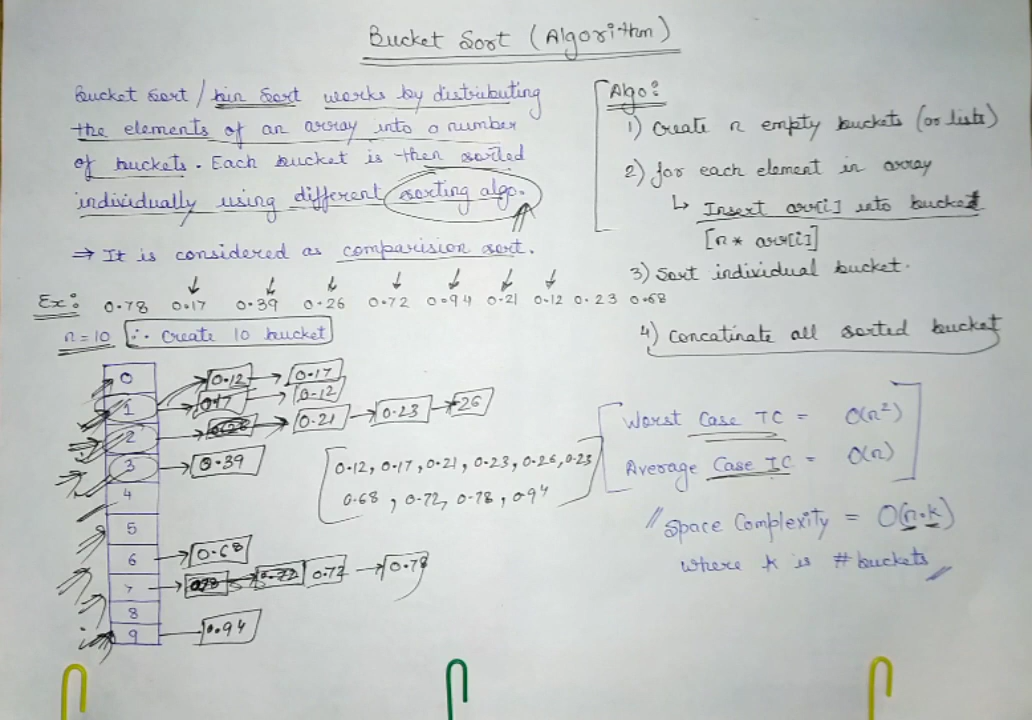 Bucket Sort (Algorithm)
Bucket Sort / bin Sort works by distributing
the elements of an array into a number
of buckets. Each bucket is then sorted
individually using different sorting algo.
⇒ It is considered as comparision sort.
Algo:
1) Create n empty buckets (or lists)
2) for each element in array
↳ Insert arr[i] into bucket
[n* arr[i]]
3) Sort individual bucket.
4) Concatinate all sorted bucket
Ex: 0.78 0.17 0.39 0.26 0.72 0.94 0.21 0.12 0.23 0.68
n=10 ∴ Create 10 bucket
0
1 → 0.12 → 0.17
→ 0.17 → 0.12
2 → 0.21 → 0.23 → .26
3 → 0.39
4
5
6 → 0.68
7 → 0.72 → 0.78
8
9 0.94
0.12, 0.17, 0.21, 0.23, 0.26, 0.23
0.68, 0.72, 0.78, 0.94
Worst Case TC = O(n²)
Average Case TC = O(n)
// Space Complexity = O(n.k)
where k is # buckets //